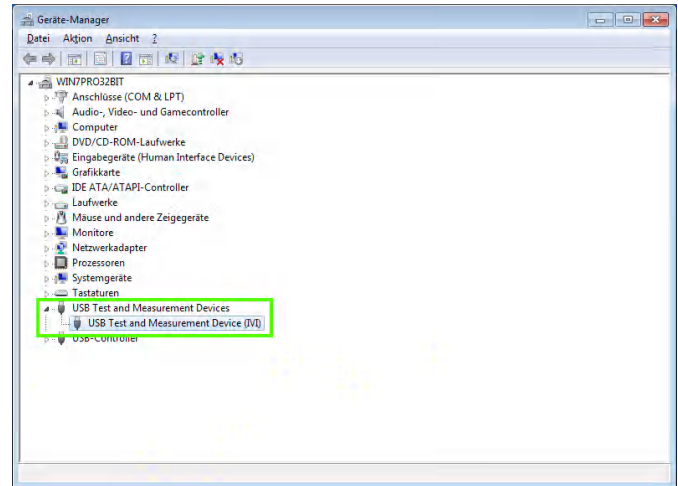 Geräte-Manager
Datei Aktion Ansicht ?
WIN7PRO32BIT
Anschlüsse (COM & LPT)
Audio-, Video- und Gamecontroller
Computer
DVD/CD-ROM-Laufwerke
Eingabegeräte (Human Interface Devices)
Grafikkarte
IDE ATA/ATAPI-Controller
Laufwerke
Mäuse und andere Zeigegeräte
Monitore
Netzwerkadapter
Prozessoren
Systemgeräte
Tastaturen
USB Test and Measurement Devices
USB Test and Measurement Device (IVI)
USB-Controller